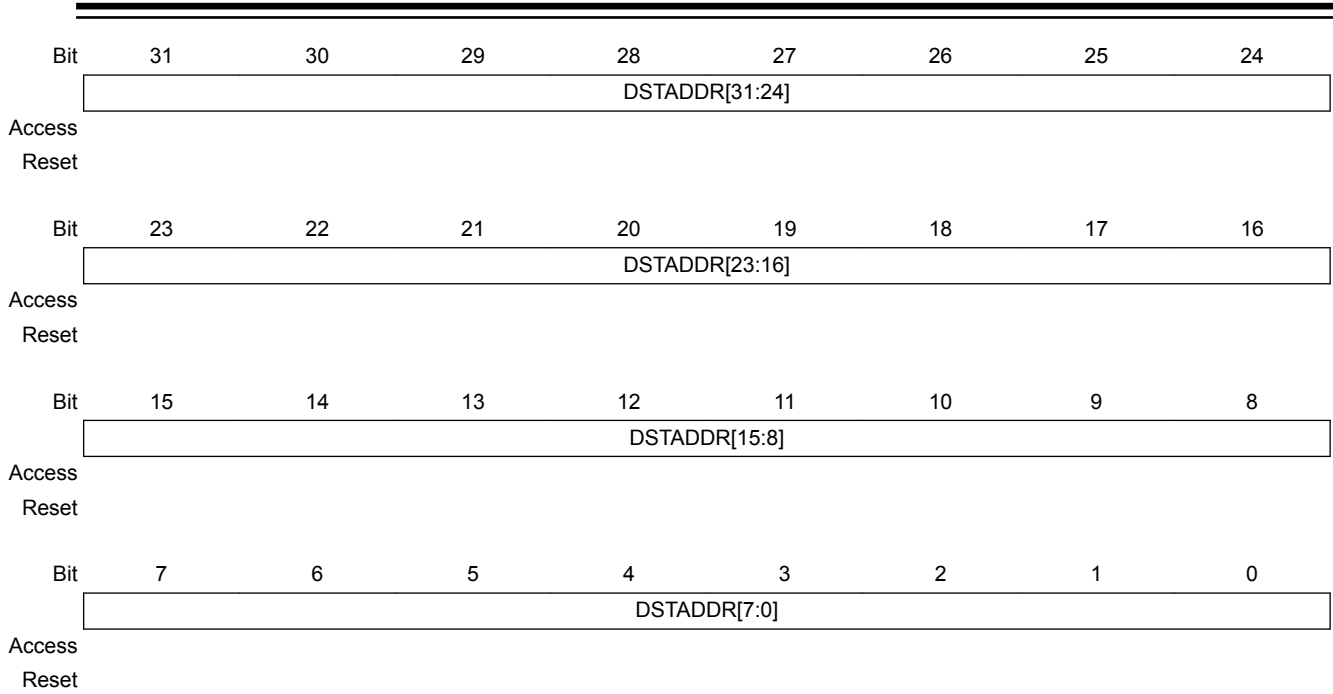 Bit 31 30 29 28 27 26 25 24
DSTADDR[31:24]
Access
Reset
Bit 23 22 21 20 19 18 17 16
DSTADDR[23:16]
Access
Reset
Bit 15 14 13 12 11 10 9 8
DSTADDR[15:8]
Access
Reset
Bit 7 6 5 4 3 2 1 0
DSTADDR[7:0]
Access
Reset